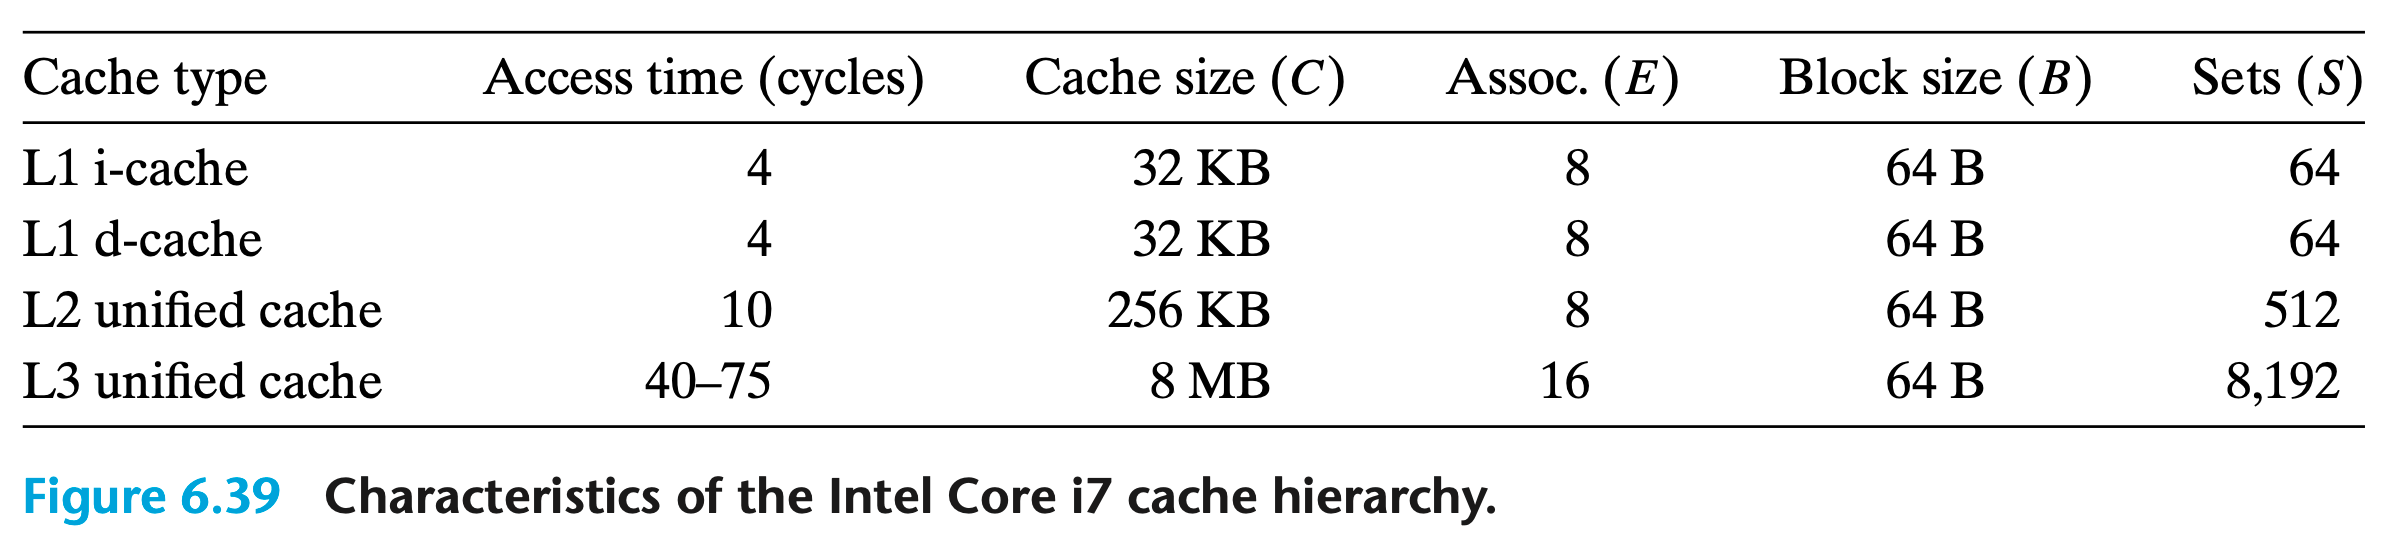 Cache type Access time (cycles) Cache size (C) Assoc. (E) Block size (B) Sets (S)
L1 i-cache 4 32 KB 8 64 B 64
L1 d-cache 4 32 KB 8 64 B 64
L2 unified cache 10 256 KB 8 64 B 512
L3 unified cache 40–75 8 MB 16 64 B 8,192
Figure 6.39 Characteristics of the Intel Core i7 cache hierarchy.